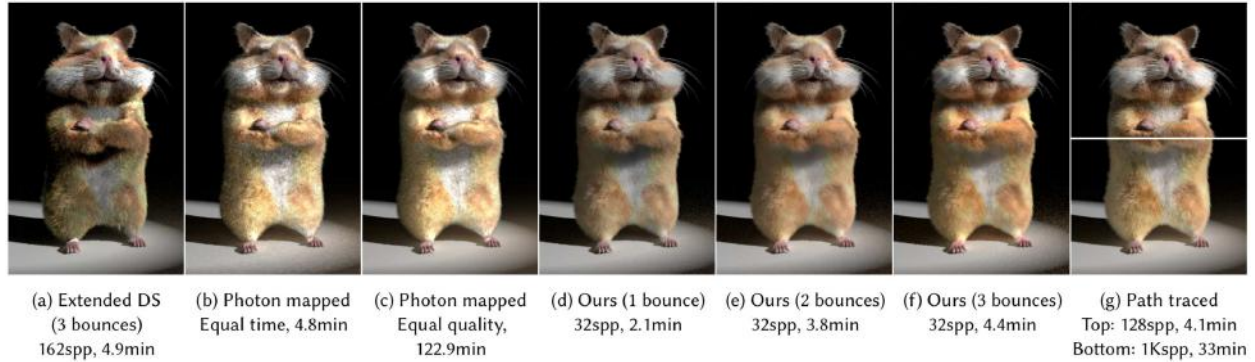 (a) Extended DS
(3 bounces)
162spp, 4.9min
(b) Photon mapped
Equal time, 4.8min
(c) Photon mapped
Equal quality,
122.9min
(d) Ours (1 bounce)
32spp, 2.1min
(e) Ours (2 bounces)
32spp, 3.8min
(f) Ours (3 bounces)
32spp, 4.4min
(g) Path traced
Top: 128spp, 4.1min
Bottom: 1Kspp, 33min